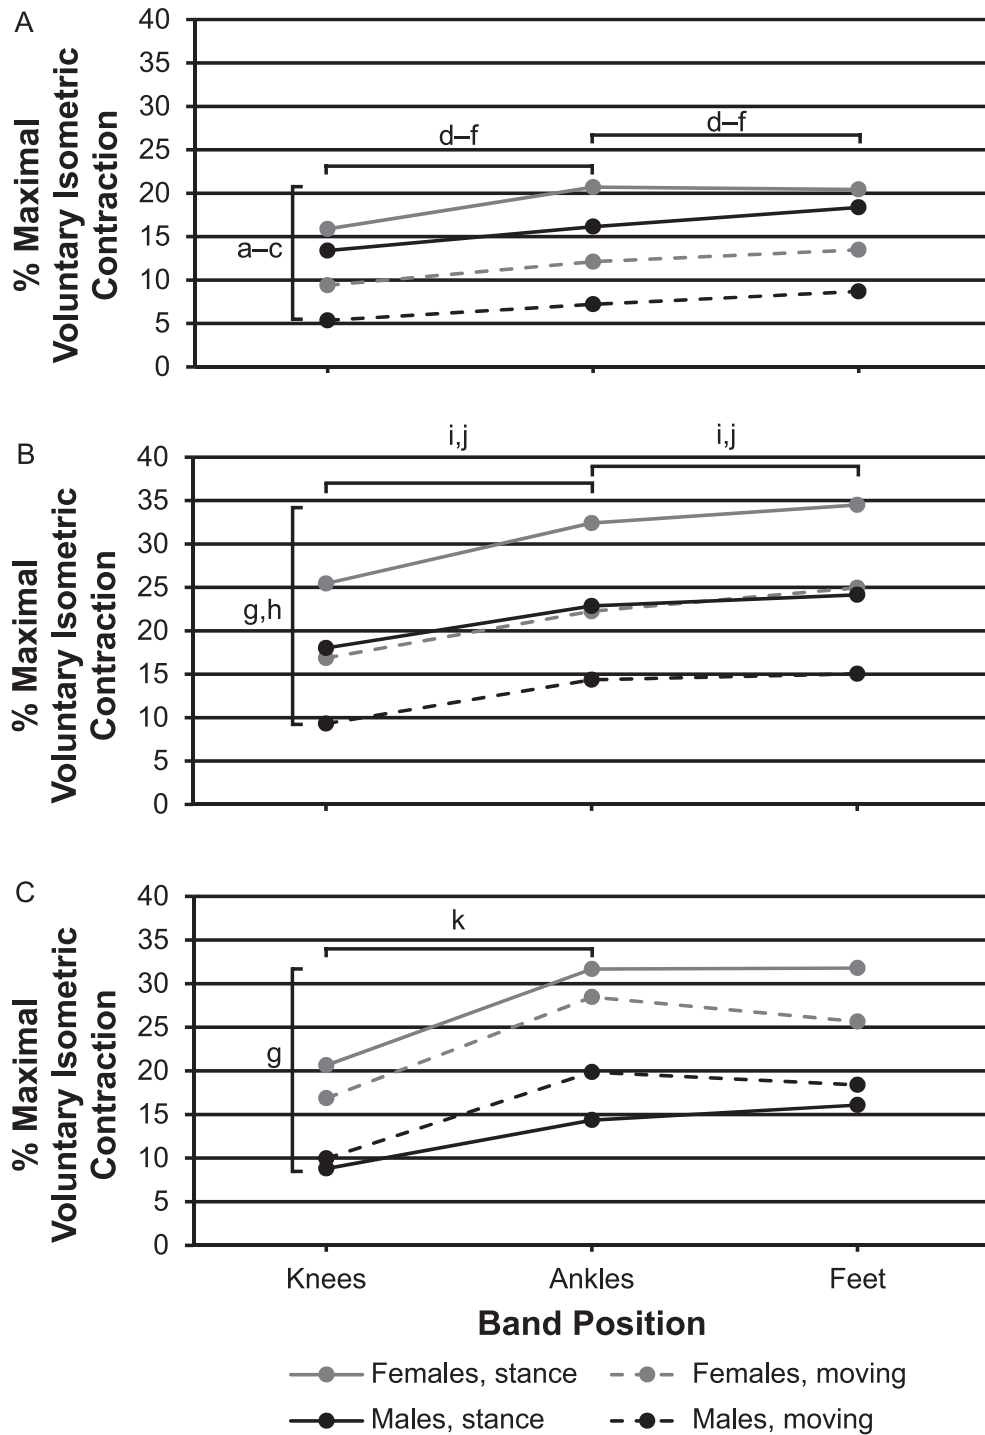 A
% Maximal
Voluntary Isometric
Contraction
40
35
30
25
20
15
10
5
0
d–f
d–f
a–c
B
% Maximal
Voluntary Isometric
Contraction
40
35
30
25
20
15
10
5
0
i,j
i,j
g,h
C
% Maximal
Voluntary Isometric
Contraction
40
35
30
25
20
15
10
5
0
k
g
Knees
Ankles
Feet
Band Position
Females, stance
Females, moving
Males, stance
Males, moving